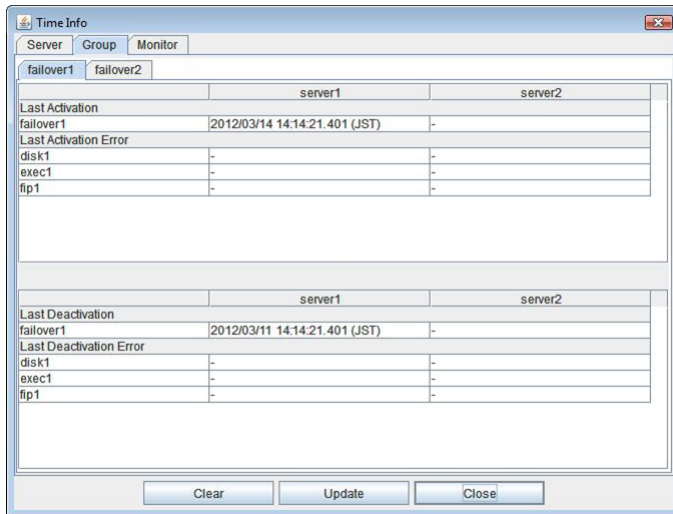 Time Info
Server Group Monitor
failover1 failover2
server1 server2
Last Activation
failover1 2012/03/14 14:14:21.401 (JST) -
Last Activation Error
disk1 - -
exec1 - -
fip1 - -
server1 server2
Last Deactivation
failover1 2012/03/11 14:14:21.401 (JST) -
Last Deactivation Error
disk1 - -
exec1 - -
fip1 - -
Clear Update Close